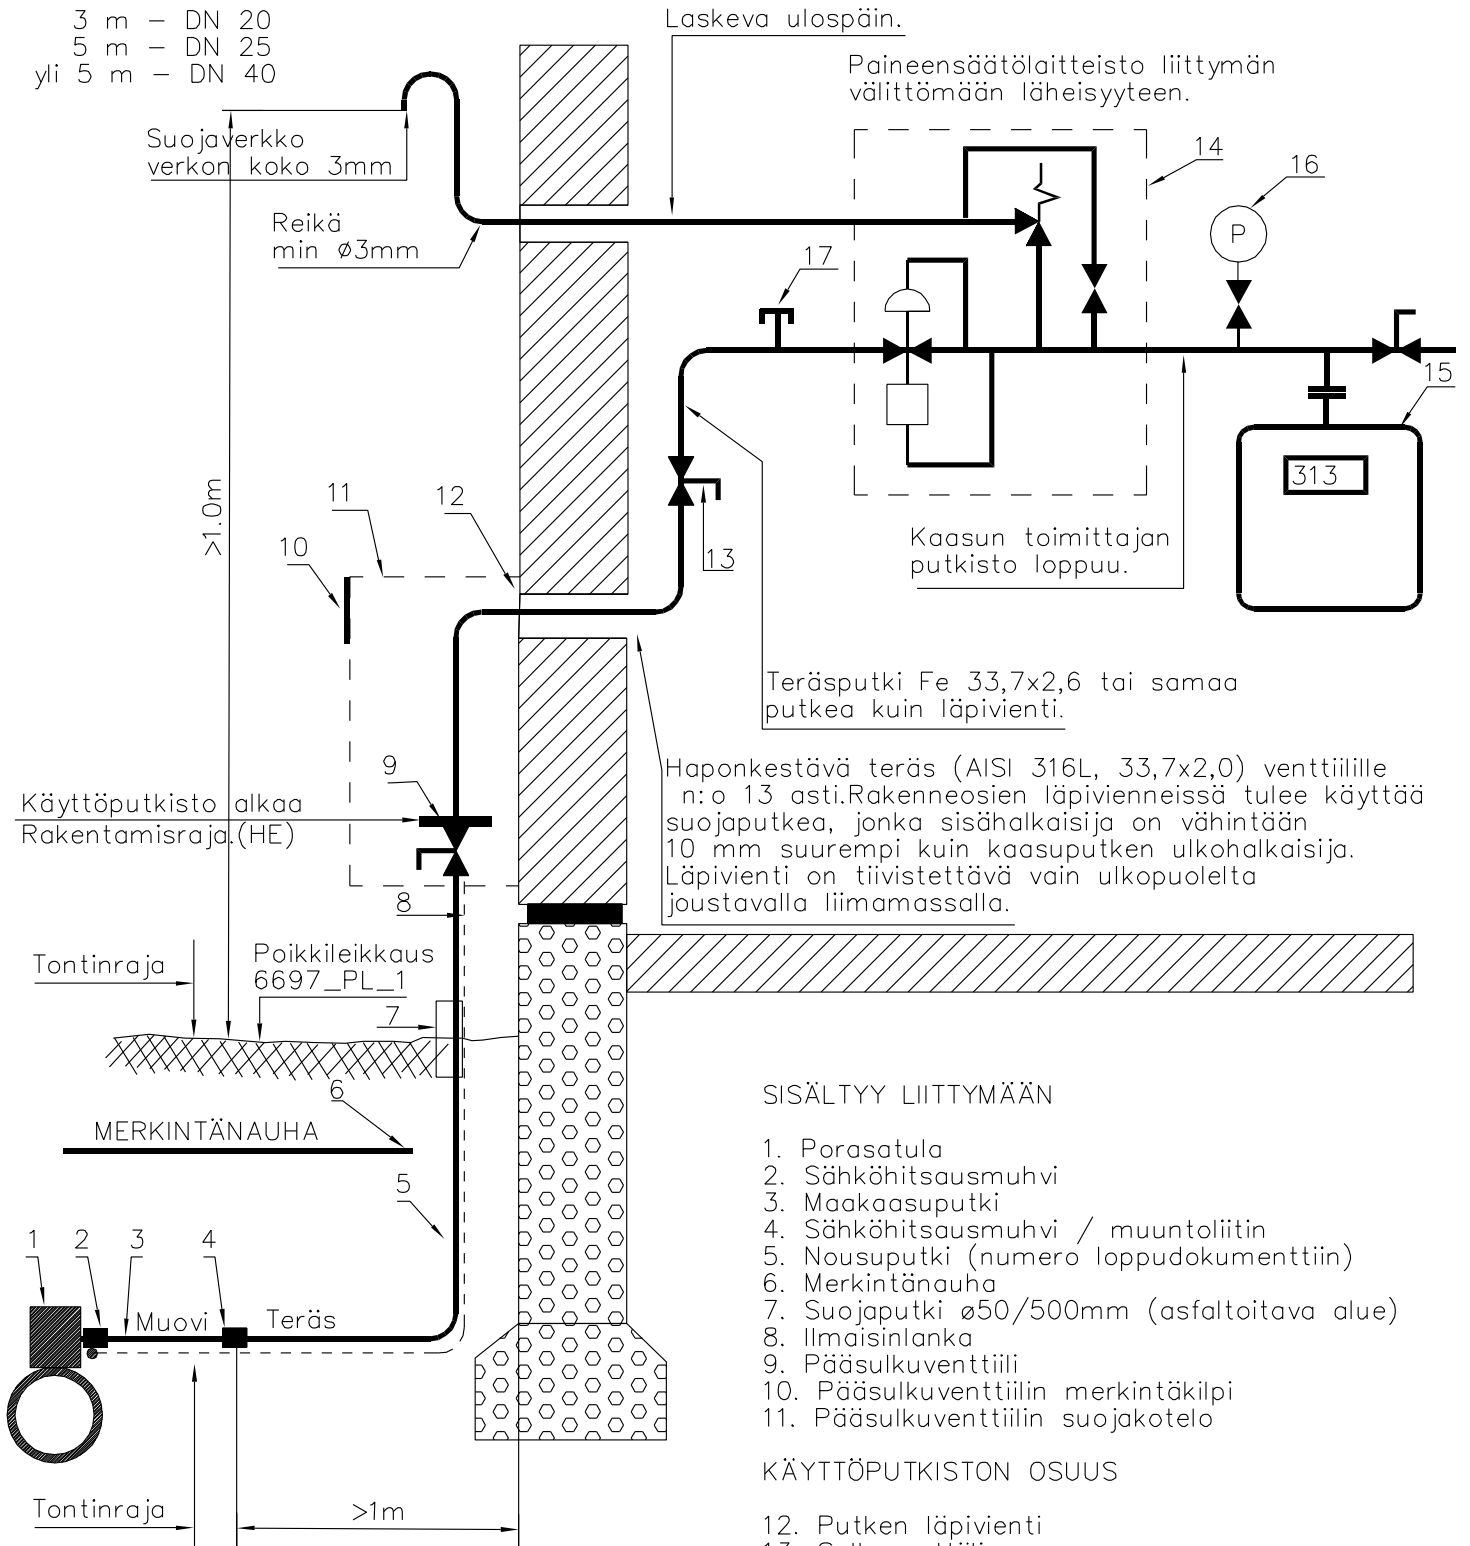 3 m – DN 20
5 m – DN 25
yli 5 m – DN 40
Laskeva ulospäin.
Paineensäätölaitteisto liittymän
välittömään läheisyyteen.
Suojaverkko
verkon koko 3mm
14
16
Reikä
min ø3mm
P
17
15
313
11
12
>1.0m
10
13
Kaasun toimittajan
putkisto loppuu.
Teräsputki Fe 33,7x2,6 tai samaa
putkea kuin läpivienti.
9
Haponkestävä teräs (AISI 316L, 33,7x2,0) venttiilille
n:o 13 asti.Rakenneosien läpivienneissä tulee käyttää
suojaputkea, jonka sisähalkaisija on vähintään
10 mm suurempi kuin kaasuputken ulkohalkaisija.
Läpivienti on tiivistettävä vain ulkopuolelta
joustavalla liimamassalla.
Käyttöputkisto alkaa
Rakentamisraja.(HE)
8
Tontinraja
Poikkileikkaus
6697_PL_1
7
6
MERKINTÄNAUHA
5
1
2
3
4
Muovi
Teräs
Tontinraja
>1m
SISÄLTYY LIITTYMÄÄN
1. Porasatula
2. Sähköhitsausmuhvi
3. Maakaasuputki
4. Sähköhitsausmuhvi / muuntoliitin
5. Nousuputki (numero loppudokumenttiin)
6. Merkintänauha
7. Suojaputki ø50/500mm (asfaltoitava alue)
8. Ilmaisinlanka
9. Pääsulkuventtiili
10. Pääsulkuventtiilin merkintäkilpi
11. Pääsulkuventtiilin suojakotelo
KÄYTTÖPUTKISTON OSUUS
12. Putken läpivienti